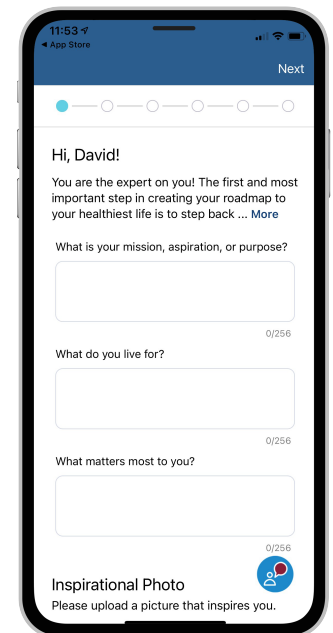 11:53
◀ App Store
Next
Hi, David!
You are the expert on you! The first and most
important step in creating your roadmap to
your healthiest life is to step back ... More
What is your mission, aspiration, or purpose?
0/256
What do you live for?
0/256
What matters most to you?
0/256
Inspirational Photo
Please upload a picture that inspires you.